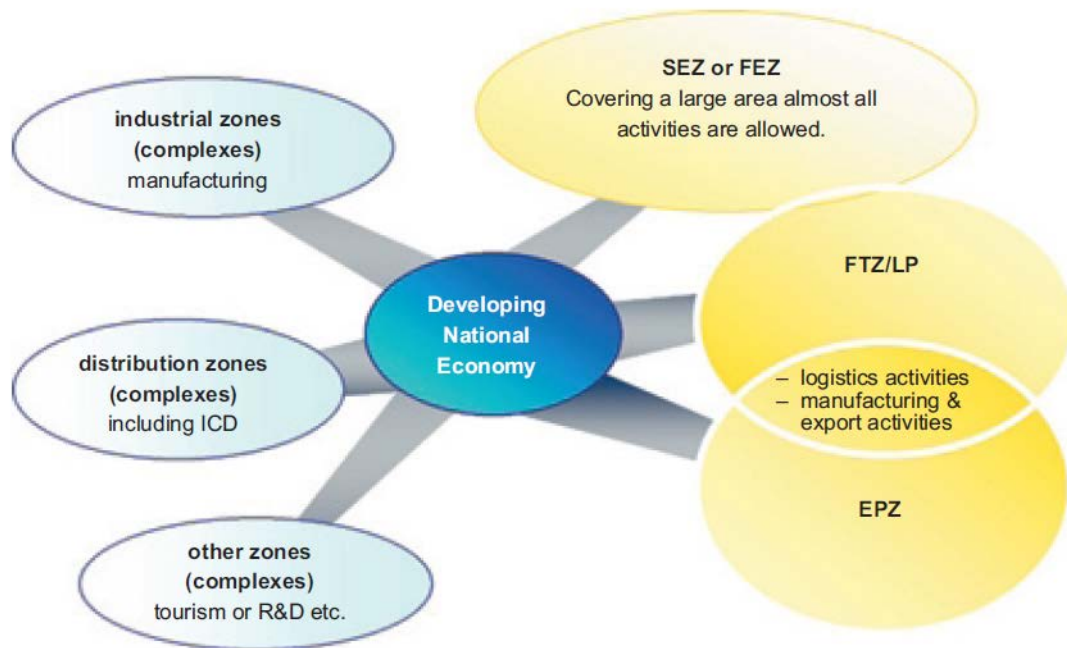 industrial zones
(complexes)
manufacturing
SEZ or FEZ
Covering a large area almost all
activities are allowed.
Developing
National
Economy
FTZ/LP
distribution zones
(complexes)
including ICD
– logistics activities
– manufacturing &
export activities
EPZ
other zones
(complexes)
tourism or R&D etc.